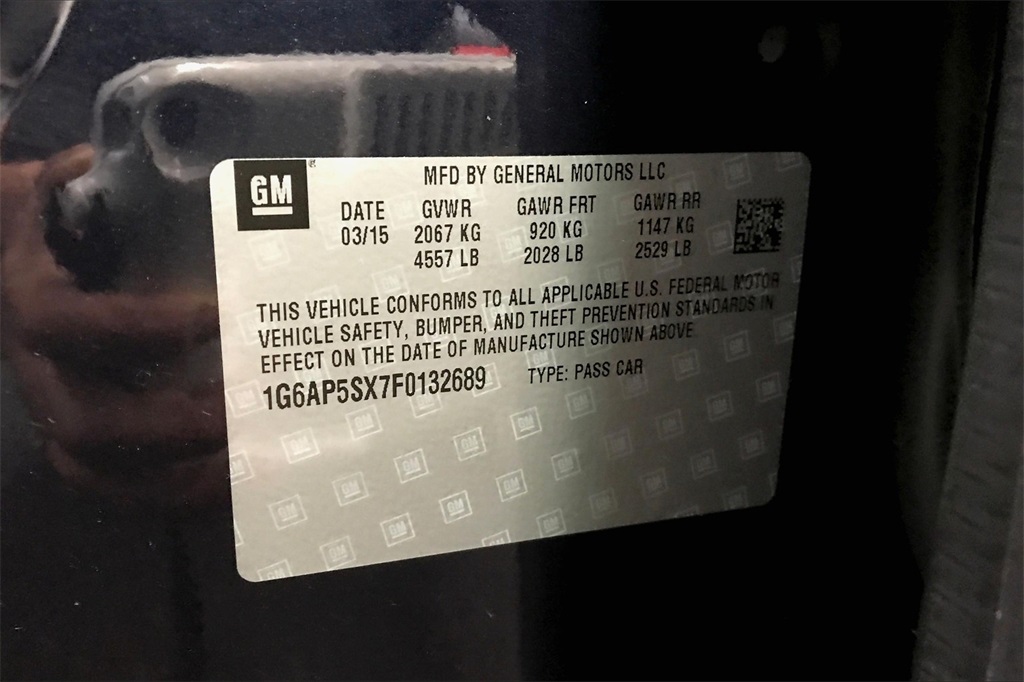 GM
MFD BY GENERAL MOTORS LLC
DATE GVWR GAWR FRT GAWR RR
03/15 2067 KG 920 KG 1147 KG
4557 LB 2028 LB 2529 LB
THIS VEHICLE CONFORMS TO ALL APPLICABLE U.S. FEDERAL MOTOR
VEHICLE SAFETY, BUMPER, AND THEFT PREVENTION STANDARDS IN
EFFECT ON THE DATE OF MANUFACTURE SHOWN ABOVE.
1G6AP5SX7F0132689 TYPE: PASS CAR